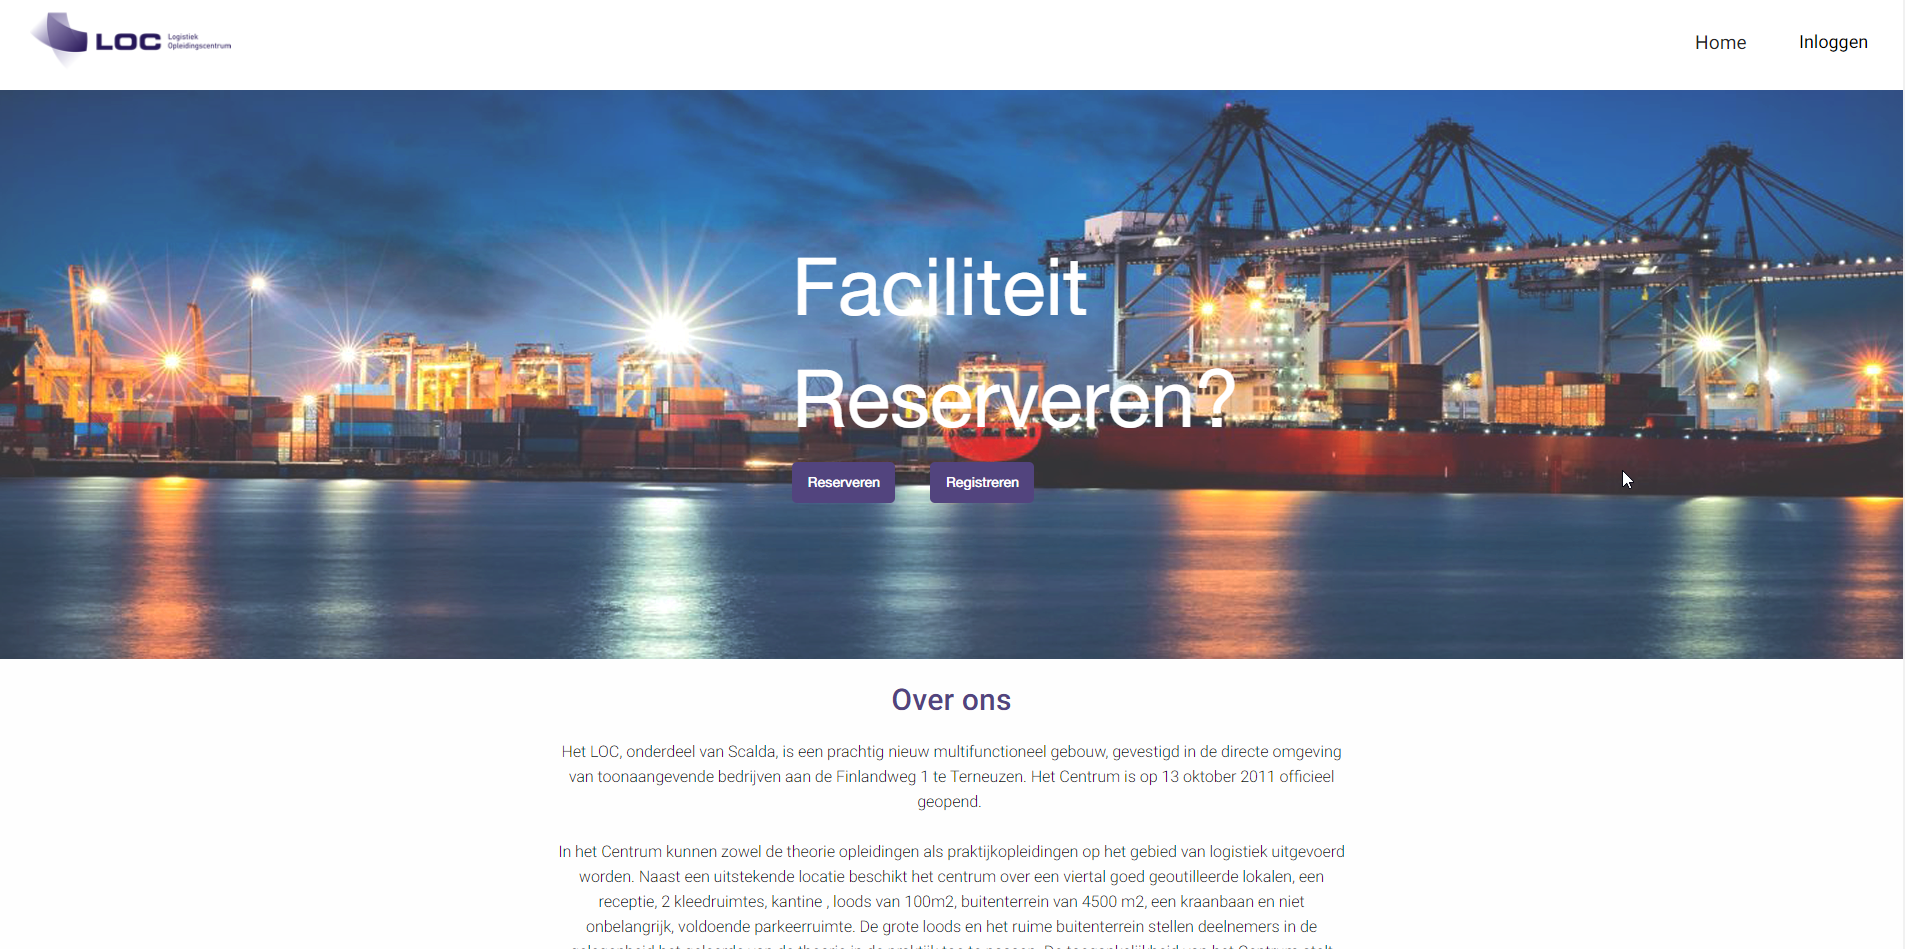 LOC Logistiek
Opleidingscentrum
Home Inloggen
Faciliteit
Reserveren?
Reserveren Registreren
Over ons
Het LOC, onderdeel van Scalda, is een prachtig nieuw multifunctioneel gebouw, gevestigd in de directe omgeving
van toonaangevende bedrijven aan de Finlandweg 1 te Terneuzen. Het Centrum is op 13 oktober 2011 officieel
geopend.
In het Centrum kunnen zowel de theorie opleidingen als praktijkopleidingen op het gebied van logistiek uitgevoerd
worden. Naast een uitstekende locatie beschikt het centrum over een viertal goed geoutilleerde lokalen, een
receptie, 2 kleedruimtes, kantine , loods van 100m2, buitenterrein van 4500 m2, een kraanbaan en niet
onbelangrijk, voldoende parkeerruimte. De grote loods en het ruime buitenterrein stellen deelnemers in de